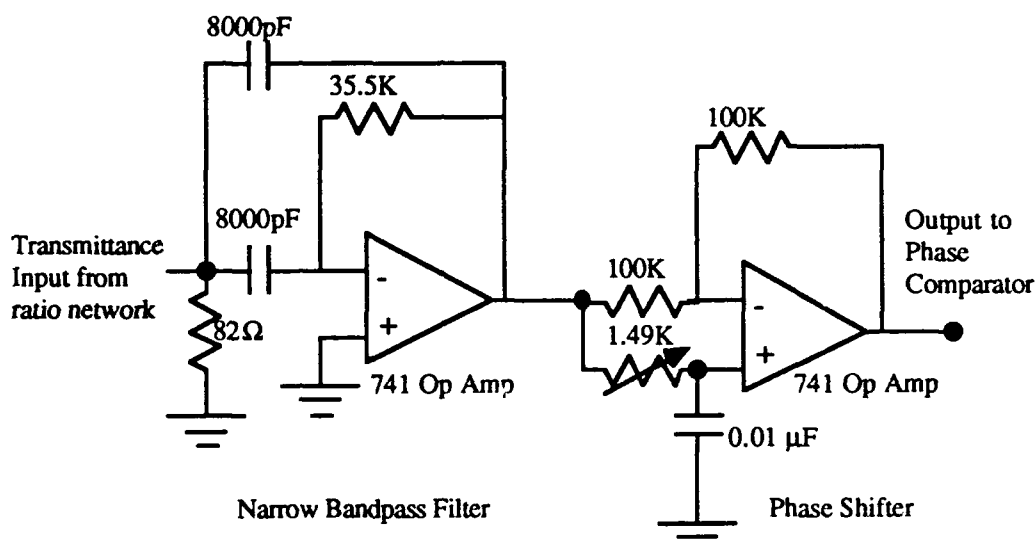 8000pF
35.5K
100K
8000pF
Transmittance
Input from
ratio network
Output to
Phase
Comparator
-
+
82Ω
741 Op Amp
100K
1.49K
-
+
741 Op Amp
0.01 μF
Narrow Bandpass Filter
Phase Shifter